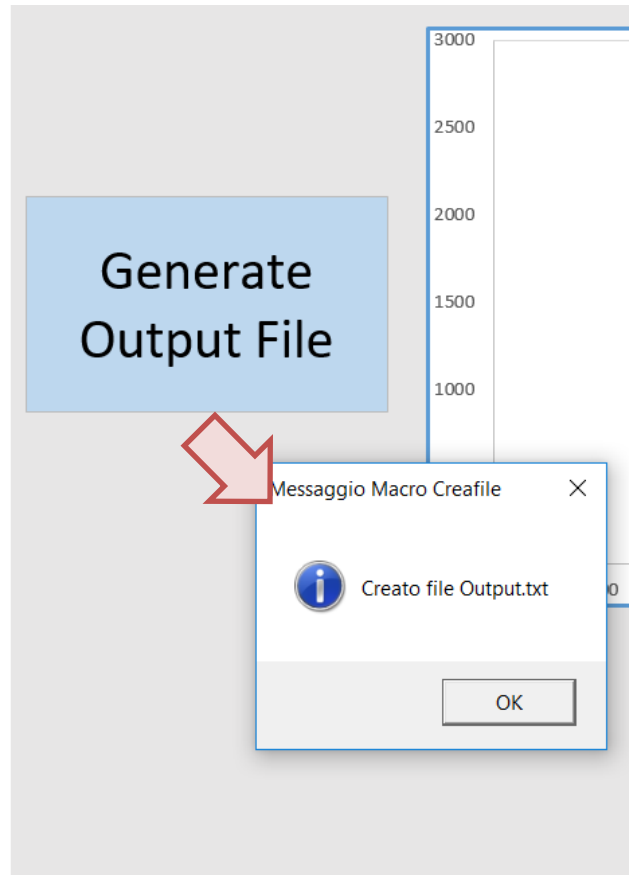 3000
2500
2000
1500
1000
Generate
Output File
Messaggio Macro Creafile
Creato file Output.txt
OK